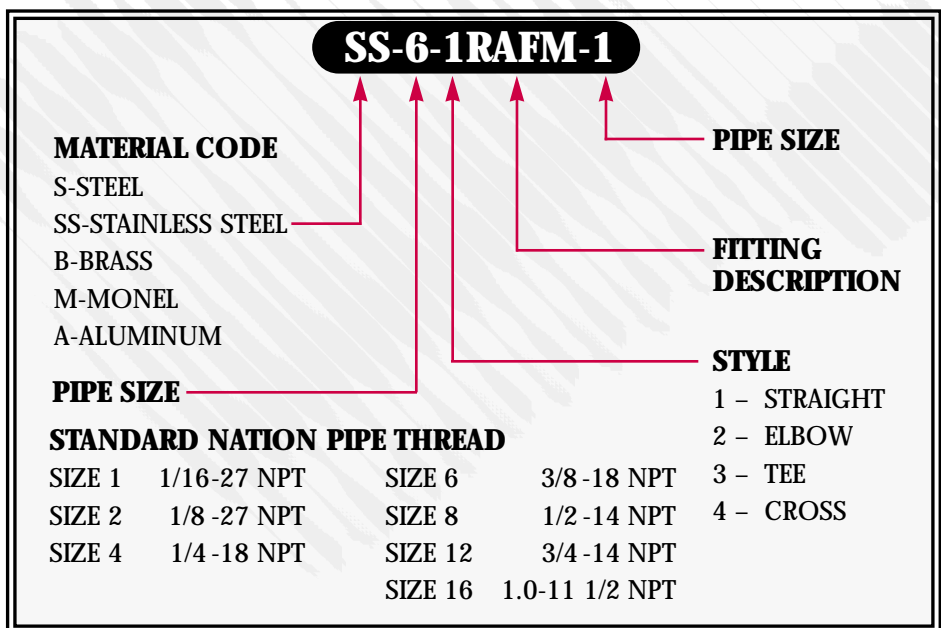 SS-6-1RAFM-1
MATERIAL CODE
S-STEEL
SS-STAINLESS STEEL
B-BRASS
M-MONEL
A-ALUMINUM
PIPE SIZE
STANDARD NATION PIPE THREAD
SIZE 1 1/16-27 NPT
SIZE 2 1/8-27 NPT
SIZE 4 1/4-18 NPT
SIZE 6 3/8-18 NPT
SIZE 8 1/2-14 NPT
SIZE 12 3/4-14 NPT
SIZE 16 1.0-11 1/2 NPT
PIPE SIZE
FITTING
DESCRIPTION
STYLE
1 – STRAIGHT
2 – ELBOW
3 – TEE
4 – CROSS